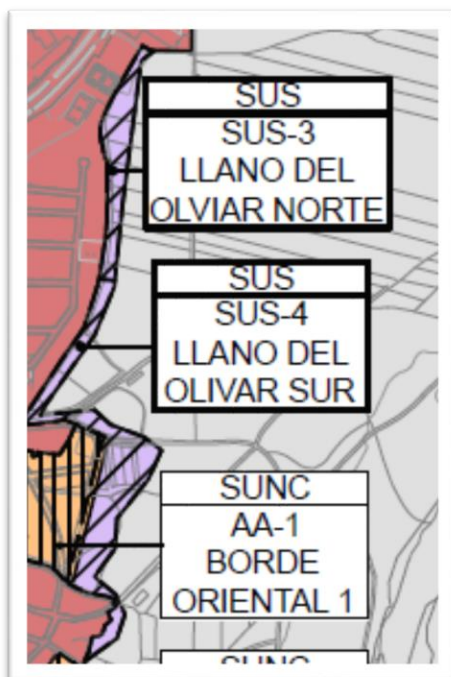 SUS
SUS-3
LLANO DEL
OLVIAR NORTE
SUS
SUS-4
LLANO DEL
OLIVAR SUR
SUNC
AA-1
BORDE
ORIENTAL 1
SUNC